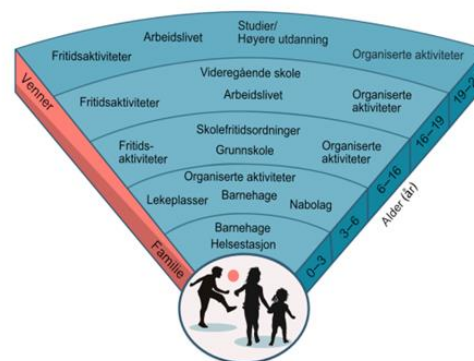 Studier/
Høyere utdanning
Arbeidslivet
Fritidsaktiviteter
Organiserte aktiviteter
Videregående skole
Arbeidslivet
Fritidsaktiviteter
Organiserte
aktiviteter
Skolefritidsordninger
Grunnskole
Fritids-
aktiviteter
Organiserte
aktiviteter
Organiserte aktiviteter
Barnehage
Lekeplasser
Nabolag
Barnehage
Helsestasjon
Venner
Familie
0–3
3–6
6–16
16–19
Alder (år)